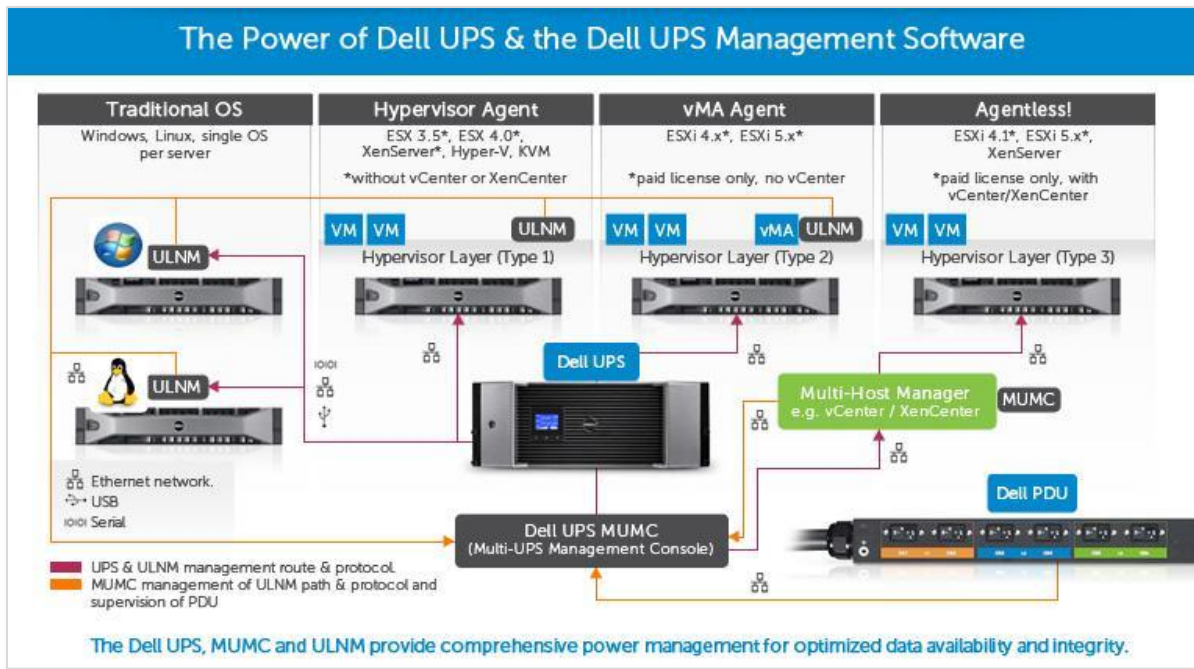 The Power of Dell UPS & the Dell UPS Management Software
Traditional OS
Windows, Linux, single OS
per server
Hypervisor Agent
ESX 3.5*, ESX 4.0*,
XenServer*, Hyper-V, KVM
*without vCenter or XenCenter
vMA Agent
ESXi 4.x*, ESXi 5.x*
*paid license only, no vCenter
Agentless!
ESXi 4.1*, ESXi 5.x*,
XenServer
*paid license only, with
vCenter/XenCenter
ULNM
VM VM
ULNM
Hypervisor Layer (Type 1)
VM VM
vMA ULNM
Hypervisor Layer (Type 2)
VM VM
Hypervisor Layer (Type 3)
ULNM
Dell UPS
Multi-Host Manager
e.g. vCenter / XenCenter
MUMC
Ethernet network.
USB
IOIOI Serial
IOIOI
Dell PDU
Dell UPS MUMC
(Multi-UPS Management Console)
UPS & ULNM management route & protocol.
MUMC management of ULNM path & protocol and
supervision of PDU
The Dell UPS, MUMC and ULNM provide comprehensive power management for optimized data availability and integrity.